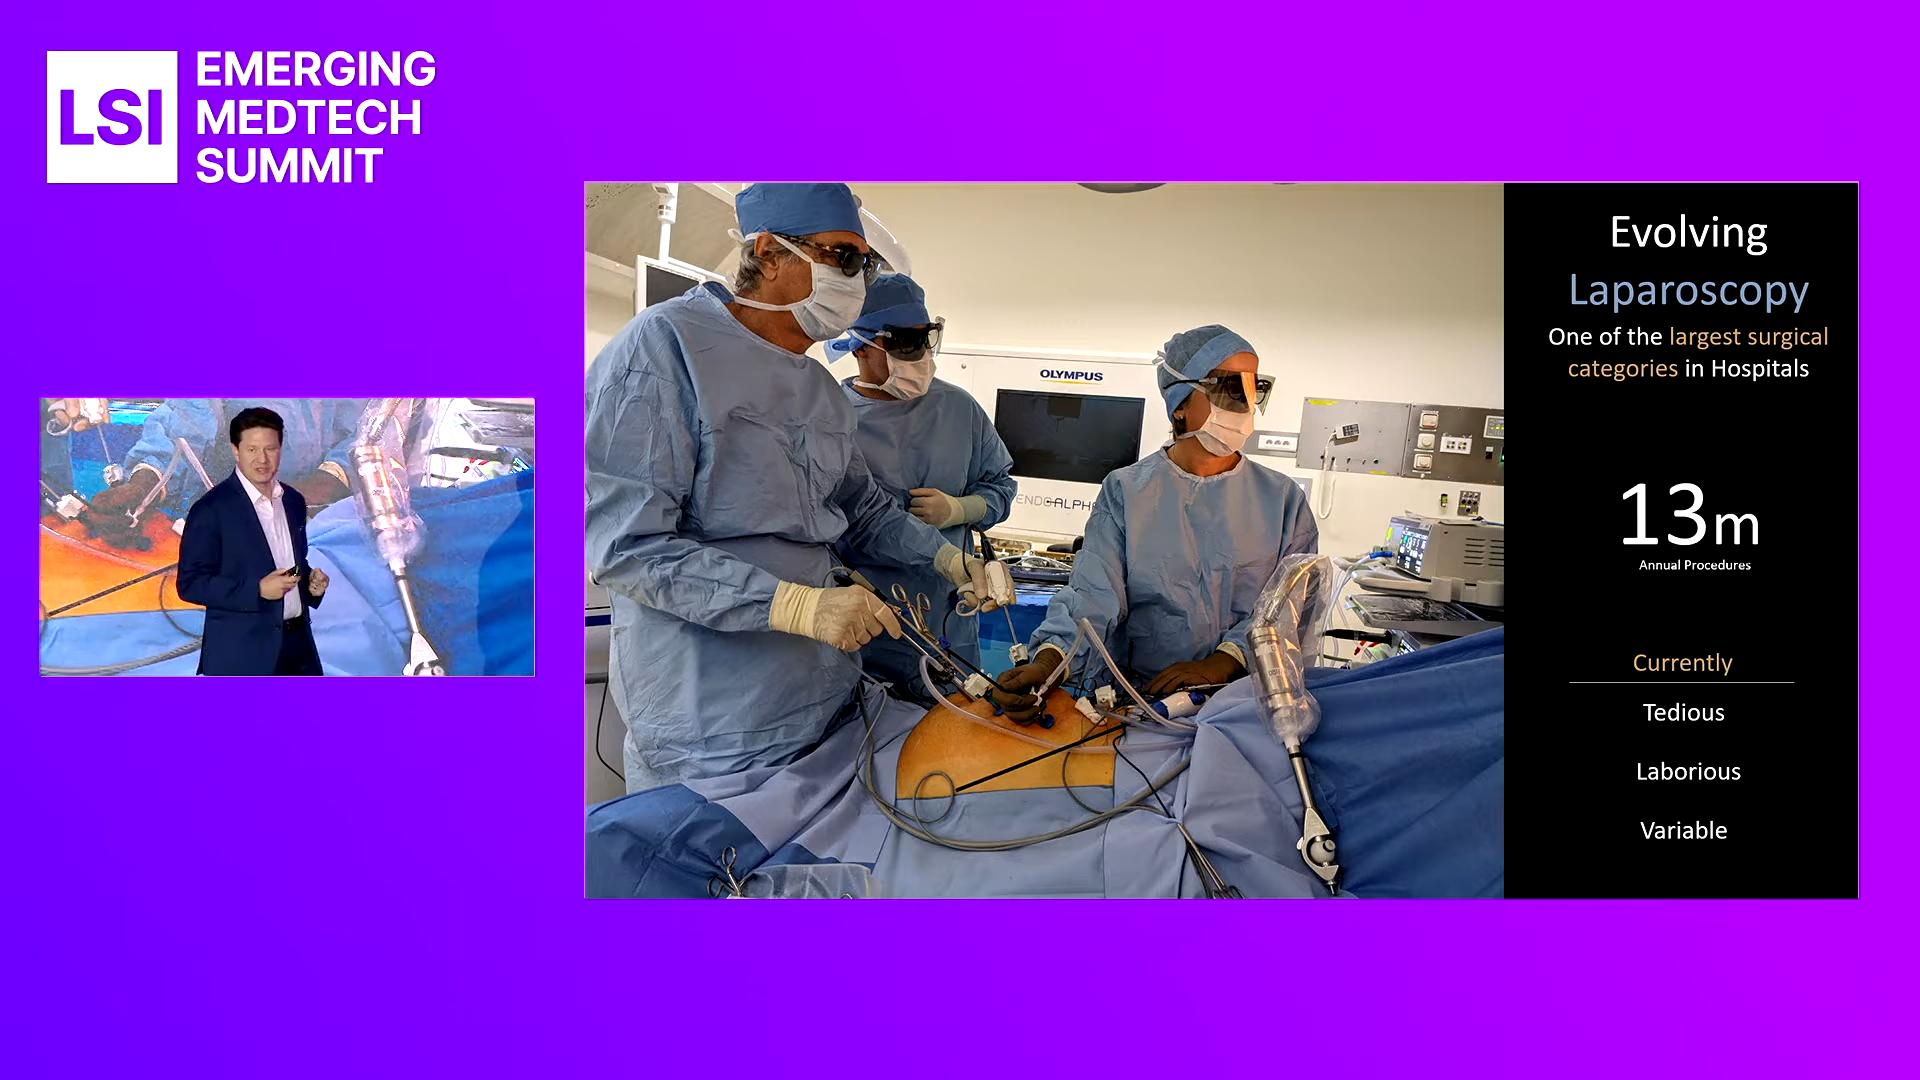 LSI
EMERGING
MEDTECH
SUMMIT
OLYMPUS
Evolving
Laparoscopy
One of the largest surgical
categories in Hospitals
13m
Annual Procedures
Currently
Tedious
Laborious
Variable